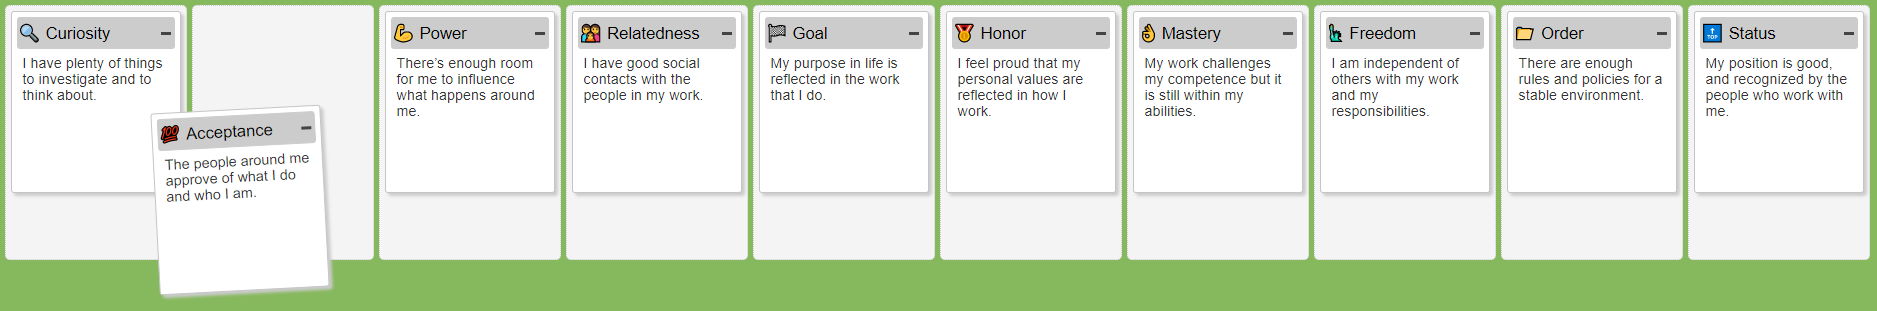 Curiosity
I have plenty of things
to investigate and to
think about.
Acceptance
The people around me
approve of what I do
and who I am.
Power
There’s enough room
for me to influence
what happens around
me.
Relatedness
I have good social
contacts with the
people in my work.
Goal
My purpose in life is
reflected in the work
that I do.
Honor
I feel proud that my
personal values are
reflected in how I
work.
Mastery
My work challenges
my competence but it
is still within my
abilities.
Freedom
I am independent of
others with my work
and my
responsibilities.
Order
There are enough
rules and policies for a
stable environment.
TOP
Status
My position is good,
and recognized by the
people who work with
me.